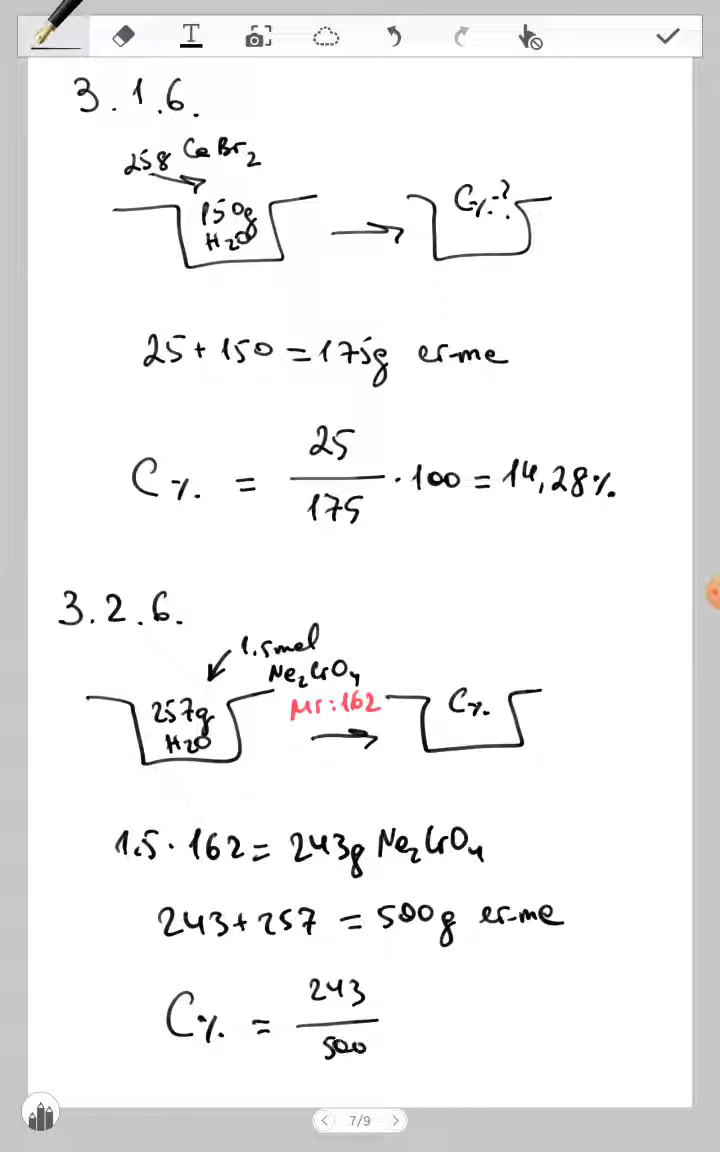 3.1.6.
25g CaBr2
150g
H2O
C%-?
25 + 150 = 175g er-mə
C% = 25/175 · 100 = 14,28%
3.2.6.
1.5mol
Na2CrO4
Mr:162
257g
H2O
C%
1.5 · 162 = 243g Na2CrO4
243 + 257 = 500g er-mə
C% = 243/500
7/9